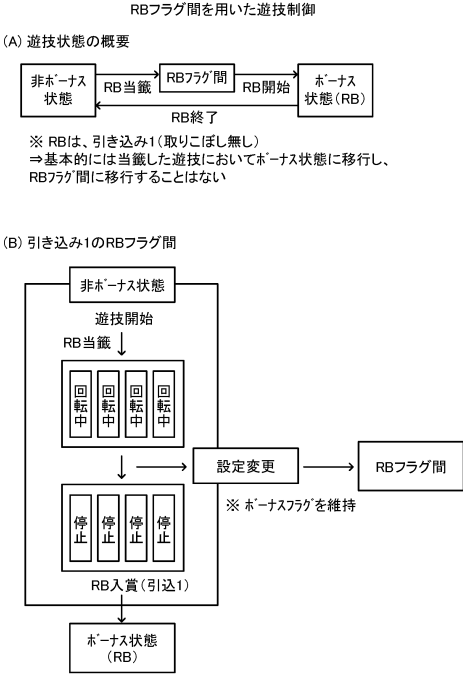 RBフラグ間を用いた遊技制御
(A) 遊技状態の概要
非ﾎﾞｰﾅｽ
状態
RB当籤
RBﾌﾗｸﾞ間
RB開始
ﾎﾞｰﾅｽ
状態(RB)
RB終了
※ RBは、引き込み1(取りこぼし無し)
⇒基本的には当籤した遊技においてﾎﾞｰﾅｽ状態に移行し、
RBﾌﾗｸﾞ間に移行することはない
(B) 引き込み1のRBフラグ間
非ﾎﾞｰﾅｽ状態
遊技開始
RB当籤
回転中
回転中
回転中
回転中
設定変更
RBフラグ間
※ ﾎﾞｰﾅｽﾌﾗｸﾞを維持
停止
停止
停止
停止
RB入賞(引込1)
ﾎﾞｰﾅｽ状態
(RB)